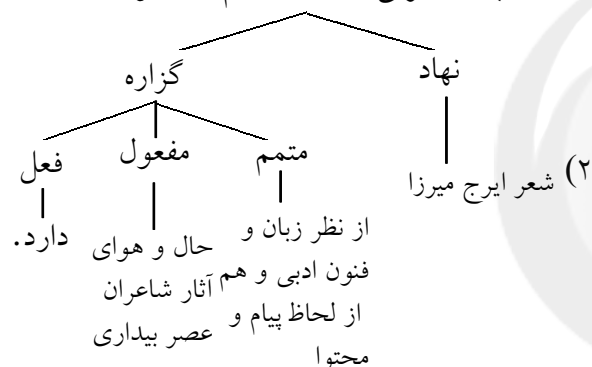 نهاد
گزاره
متمم
مفعول
فعل
۲) شعر ایرج میرزا
از نظر زبان و
فنون ادبی و هم
از لحاظ پیام و
محتوا
حال و هوای
آثار شاعران
عصر بیداری
دارد.